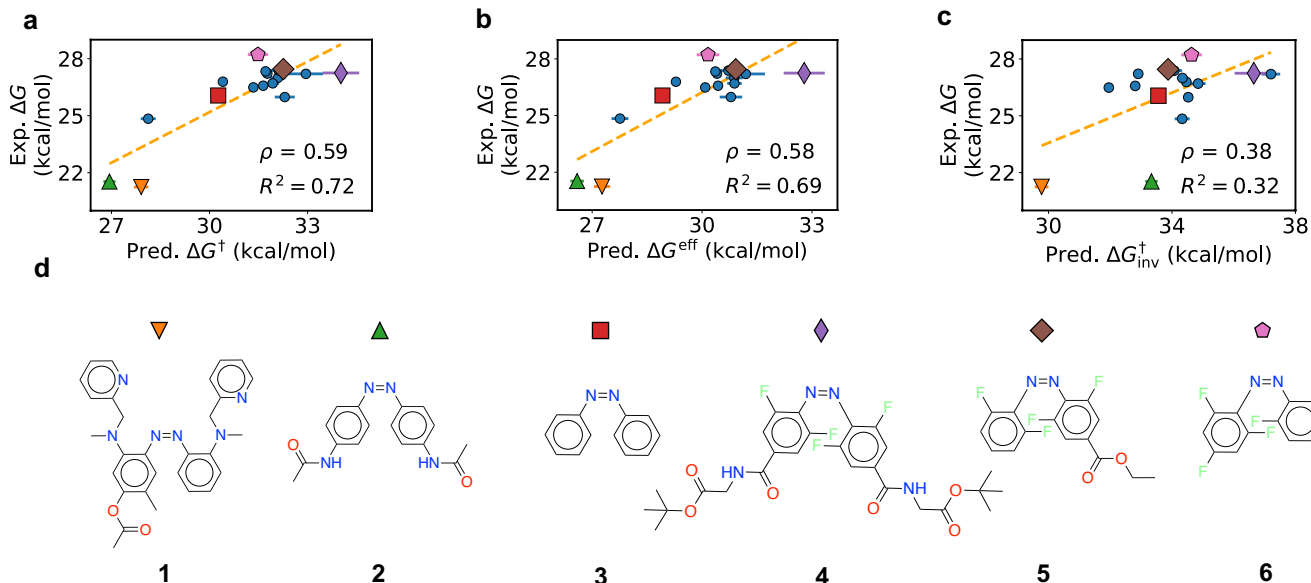 a
Exp. ΔG
(kcal/mol)
28
25
22
ρ = 0.59
R² = 0.72
27 30 33
Pred. ΔG† (kcal/mol)
b
Exp. ΔG
(kcal/mol)
28
25
22
ρ = 0.58
R² = 0.69
27 30 33
Pred. ΔG^eff (kcal/mol)
c
Exp. ΔG
(kcal/mol)
28
25
22
ρ = 0.38
R² = 0.32
30 34 38
Pred. ΔG†inv (kcal/mol)
d
N
N
N
N=N
N
O
O
1
N=N
O
NH
HN
O
2
N=N
3
N=N
F
F
F
F
O
O
NH
O
O
HN
O
O
4
N=N
F
F
F
F
O
O
5
N=N
F
F
F
F
6